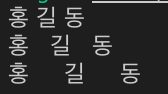 홍 길 동
홍  길  동
홍   길   동